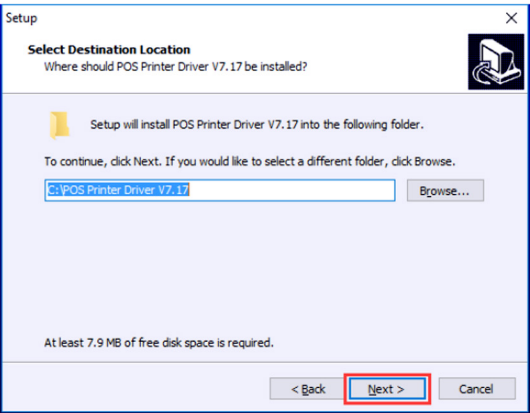 Setup
Select Destination Location
Where should POS Printer Driver V7.17 be installed?
Setup will install POS Printer Driver V7.17 into the following folder.
To continue, click Next. If you would like to select a different folder, click Browse.
C:\POS Printer Driver V7.17
Browse...
At least 7.9 MB of free disk space is required.
< Back
Next >
Cancel